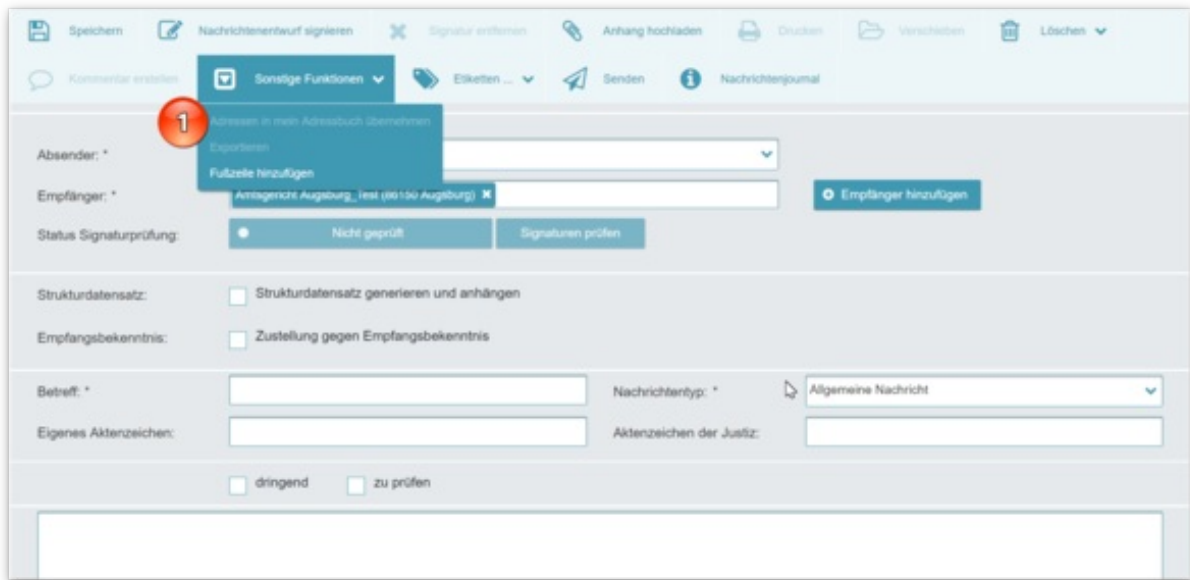 Speichern Nachrichtenentwurf signieren Signatur entfernen Anhang hochladen Drucken Verschieben Löschen
Kommentar erstellen Sonstige Funktionen Etiketten ... Senden Nachrichtenjournal
1 Adressen in mein Adressbuch übernehmen
Exportieren
Fußzeile hinzufügen
Absender: *
Empfänger: * Amtsgericht Augsburg_Test (86150 Augsburg) Empfänger hinzufügen
Status Signaturprüfung: Nicht geprüft Signaturen prüfen
Strukturdatensatz: Strukturdatensatz generieren und anhängen
Empfangsbekenntnis: Zustellung gegen Empfangsbekenntnis
Betreff: * Nachrichtentyp: * Allgemeine Nachricht
Eigenes Aktenzeichen: Aktenzeichen der Justiz:
dringend zu prüfen